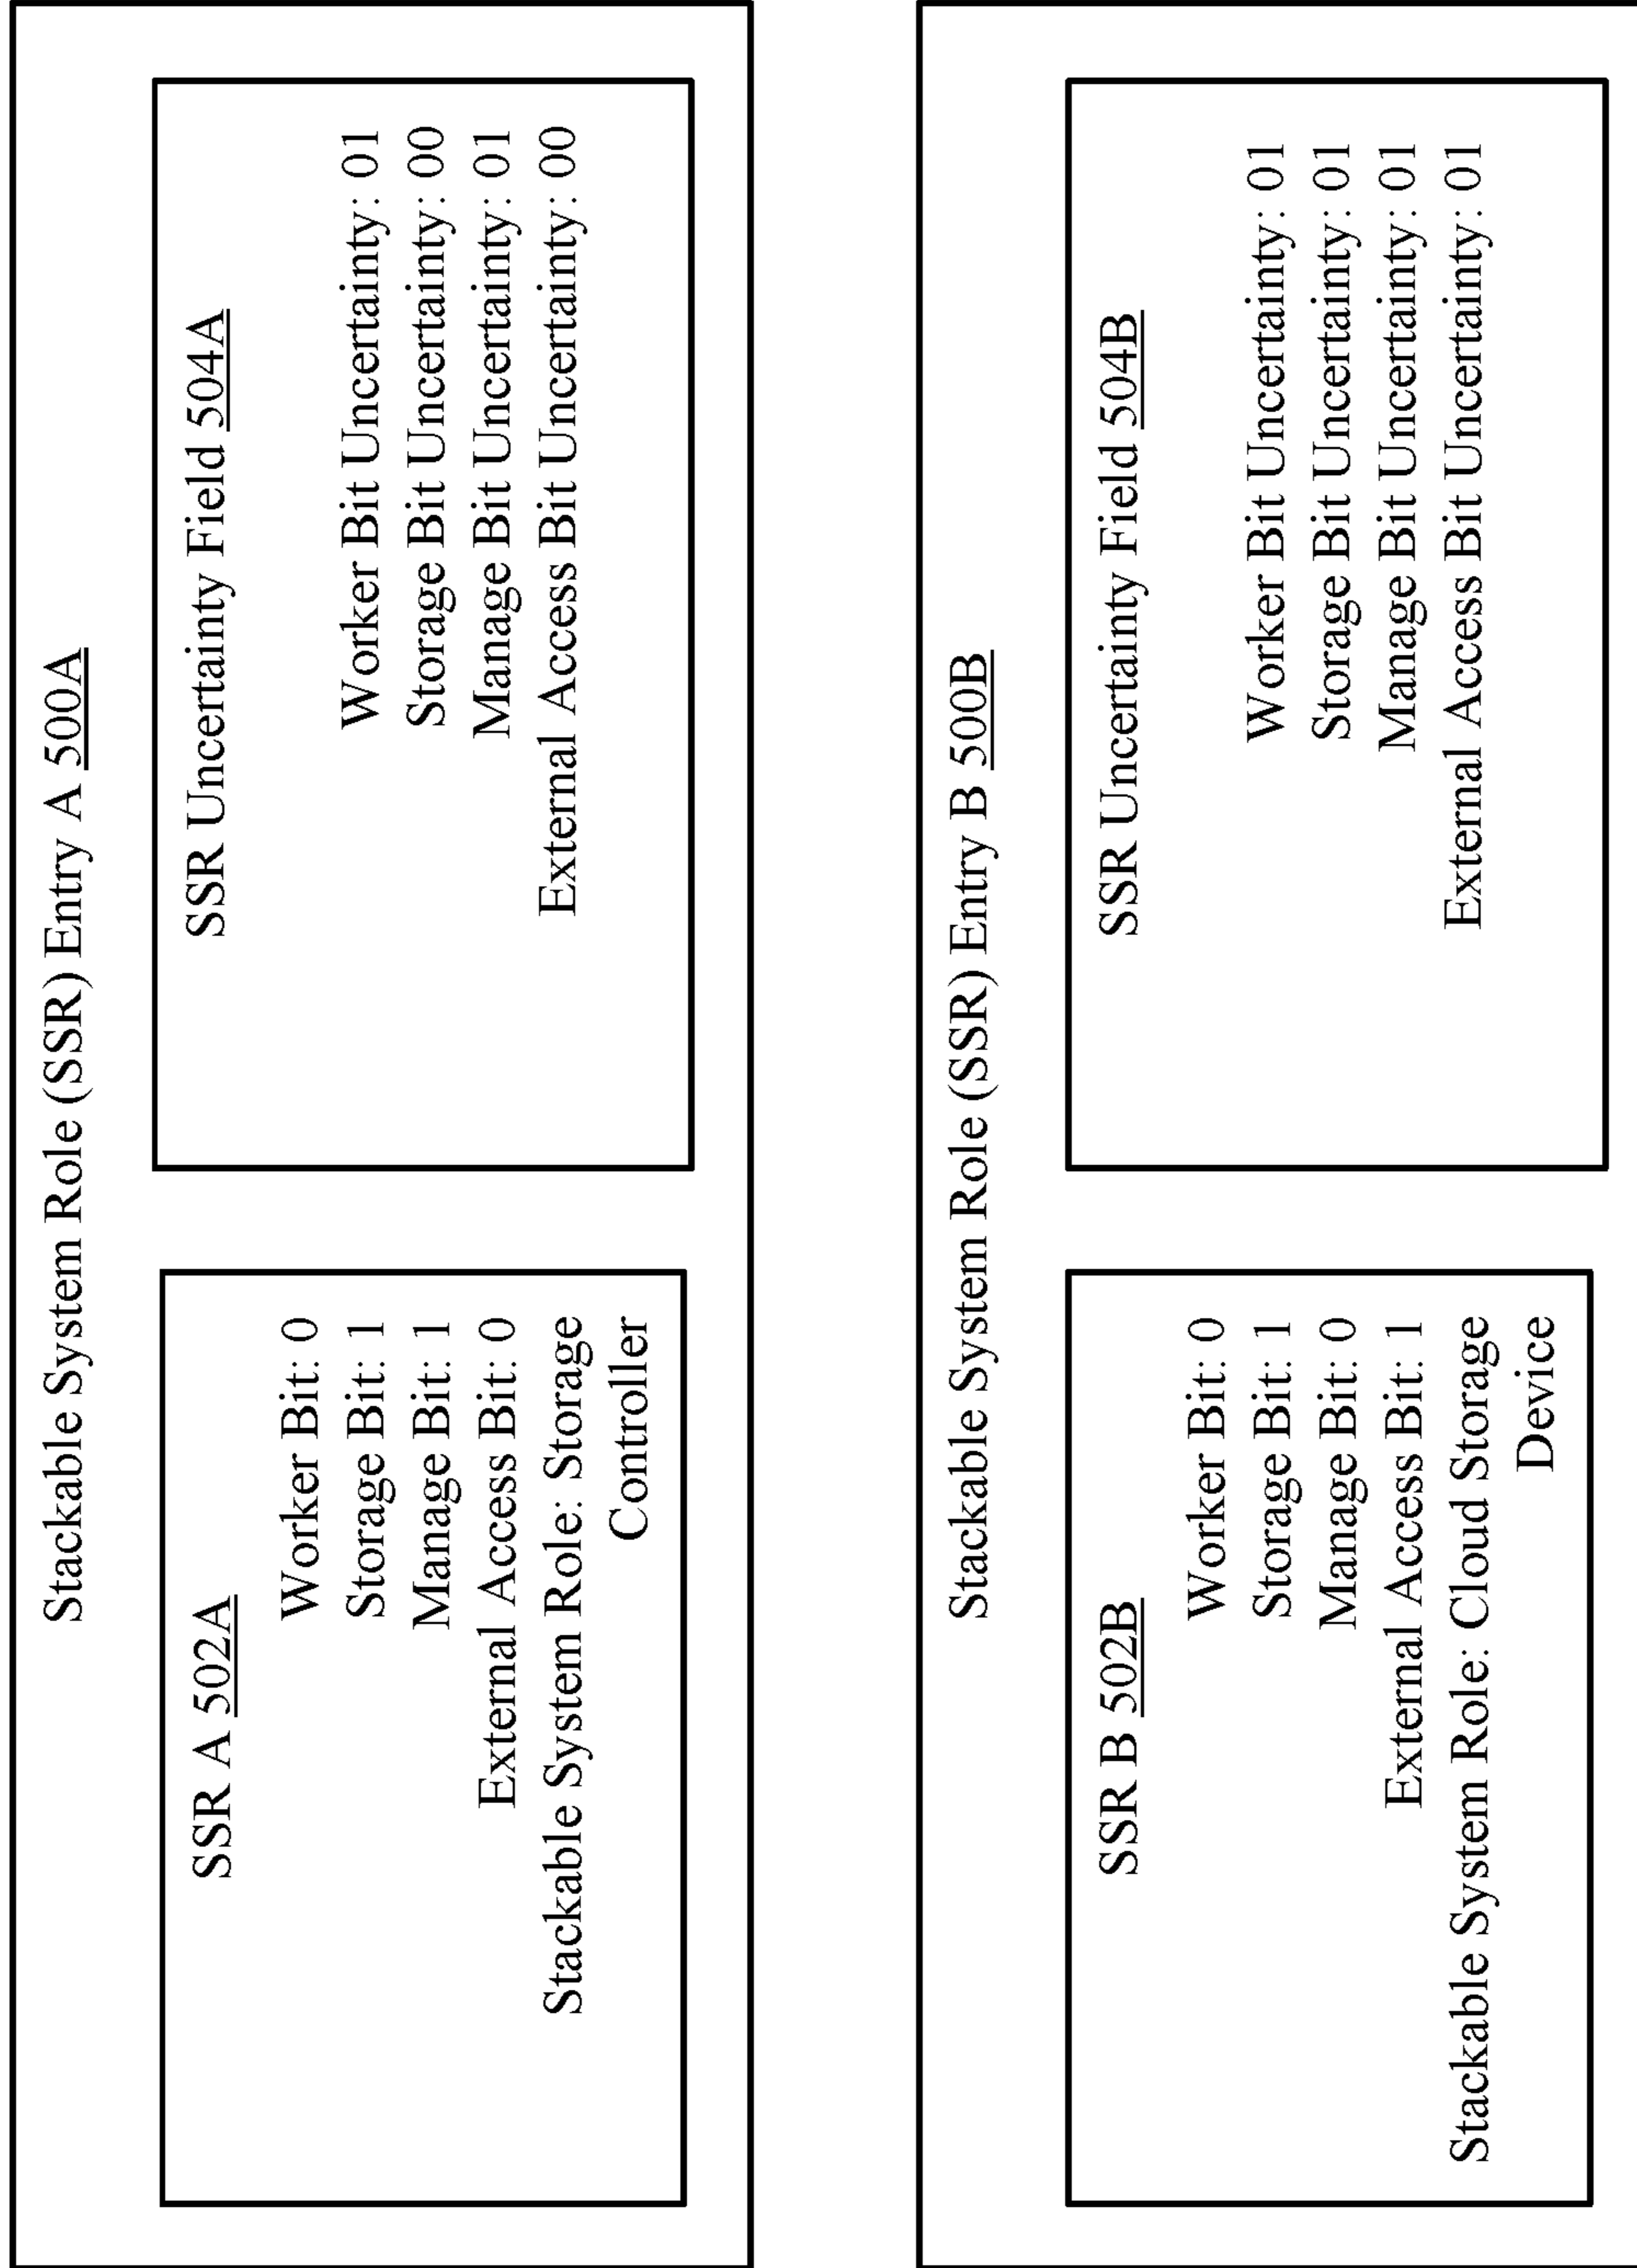 Stackable System Role (SSR) Entry A 500A
SSR A 502A
Worker Bit: 0
Storage Bit: 1
Manage Bit: 1
External Access Bit: 0
Stackable System Role: Storage
Controller
SSR Uncertainty Field 504A
Worker Bit Uncertainty: 01
Storage Bit Uncertainty: 00
Manage Bit Uncertainty: 01
External Access Bit Uncertainty: 00
Stackable System Role (SSR) Entry B 500B
SSR B 502B
Worker Bit: 0
Storage Bit: 1
Manage Bit: 0
External Access Bit: 1
Stackable System Role: Cloud Storage
Device
SSR Uncertainty Field 504B
Worker Bit Uncertainty: 01
Storage Bit Uncertainty: 01
Manage Bit Uncertainty: 01
External Access Bit Uncertainty: 01